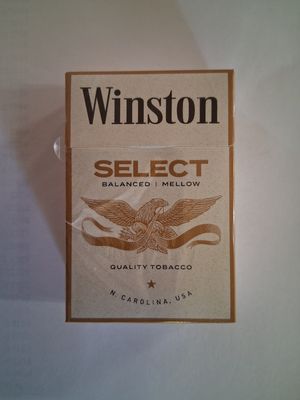 Winston
SELECT
BALANCED | MELLOW
QUALITY TOBACCO
N. CAROLINA, USA